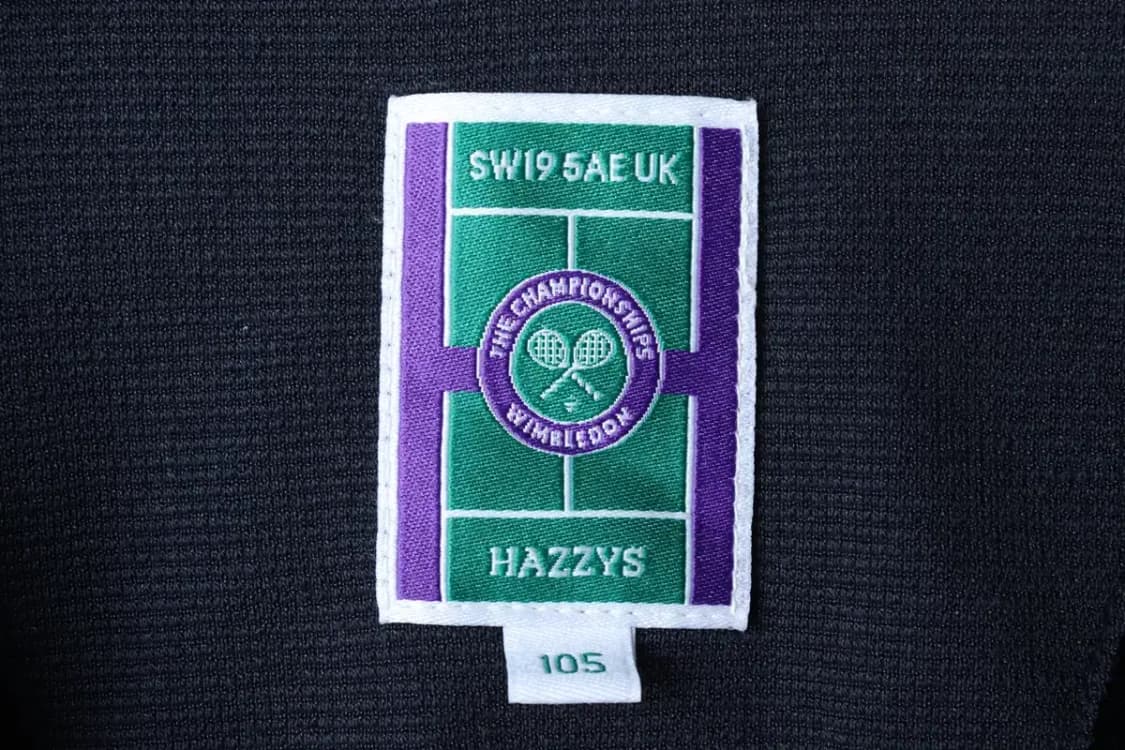 SW19 5AE UK
THE CHAMPIONSHIPS
WIMBLEDON
HAZZYS
105